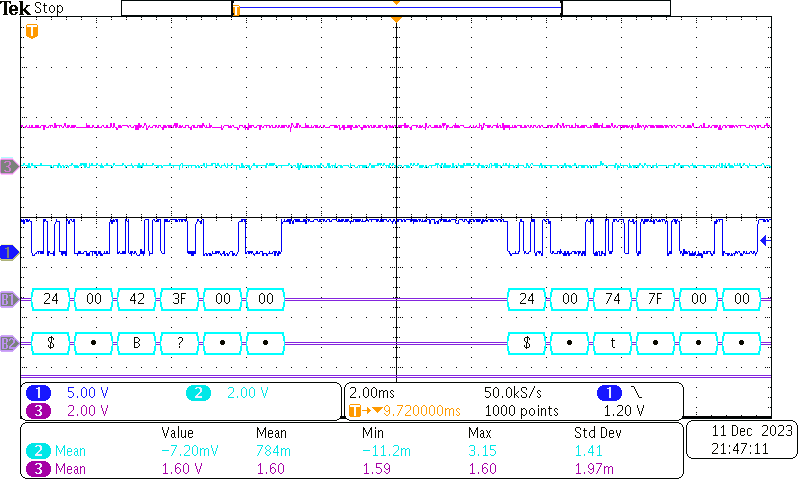 Tek Stop
T
T
3
1
B1 24 00 42 3F 00 00 24 00 74 7F 00 00
B2 $ • B ? • • $ • t • • •
1 5.00 V 2 2.00 V 2.00ms 50.0kS/s 1
3 2.00 V T→▼9.720000ms 1000 points 1.20 V
Value Mean Min Max Std Dev
2 Mean −7.20mV 784m −11.2m 3.15 1.41
3 Mean 1.60 V 1.60 1.59 1.60 1.97m
11 Dec 2023
21:47:11